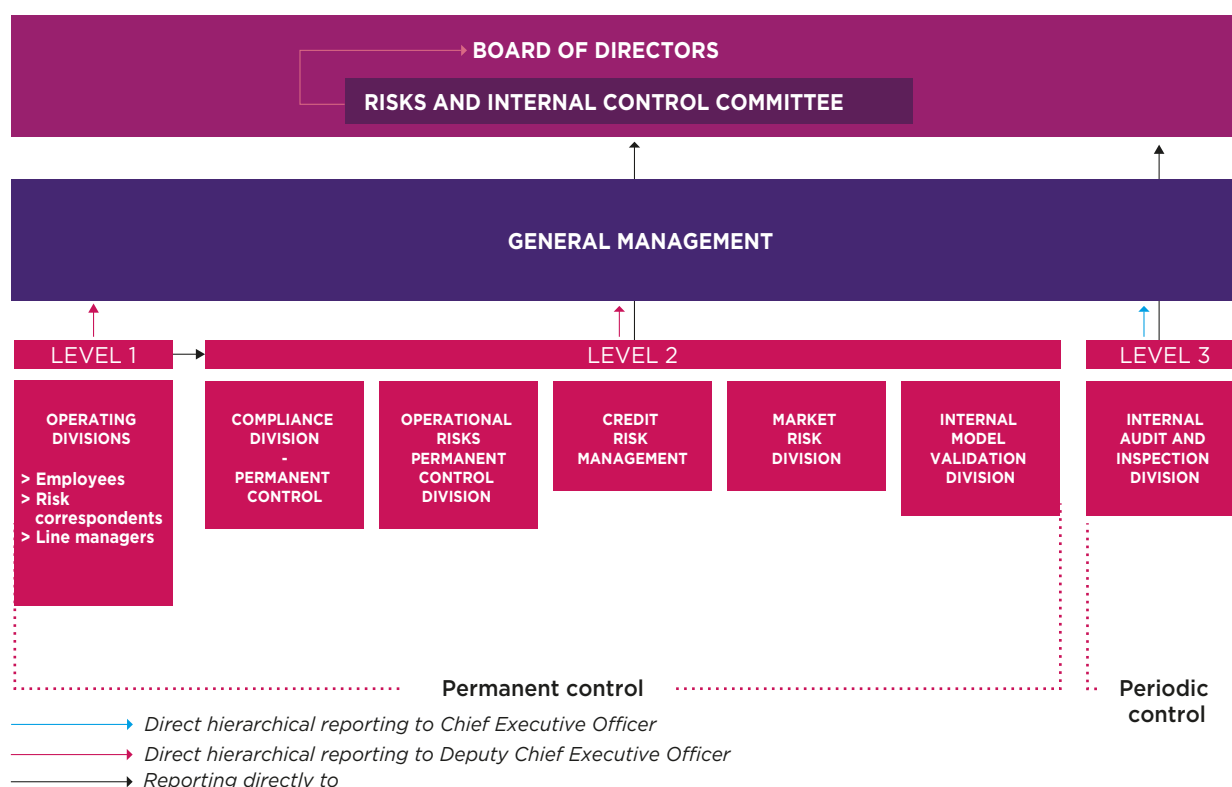 BOARD OF DIRECTORS
RISKS AND INTERNAL CONTROL COMMITTEE
GENERAL MANAGEMENT
LEVEL 1
LEVEL 2
LEVEL 3
OPERATING
DIVISIONS
> Employees
> Risk
correspondents
> Line managers
COMPLIANCE
DIVISION
-
PERMANENT
CONTROL
OPERATIONAL
RISKS
PERMANENT
CONTROL
DIVISION
CREDIT
RISK
MANAGEMENT
MARKET
RISK
DIVISION
INTERNAL
MODEL
VALIDATION
DIVISION
INTERNAL
AUDIT AND
INSPECTION
DIVISION
Permanent control
Periodic
control
Direct hierarchical reporting to Chief Executive Officer
Direct hierarchical reporting to Deputy Chief Executive Officer
Reporting directly to